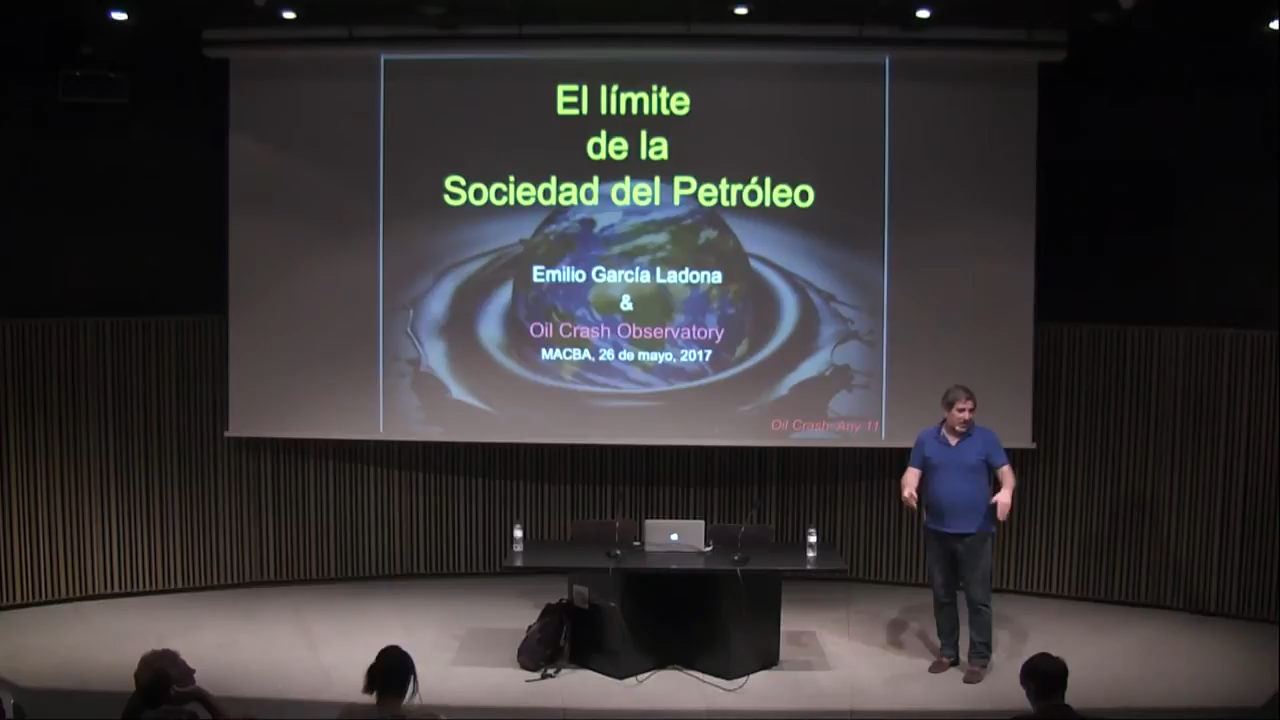 El límite
de la
Sociedad del Petróleo
Emilio García Ladona
&
Oil Crash Observatory
MACBA, 26 de mayo, 2017
Oil Crash: Any 11